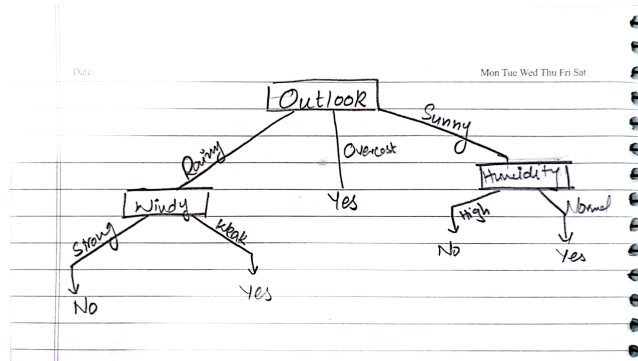 Date:
Mon Tue Wed Thu Fri Sat
Outlook
Rainy
Overcast
Sunny
Windy
Yes
Humidity
Strong
Weak
High
Normal
No
Yes
No
Yes